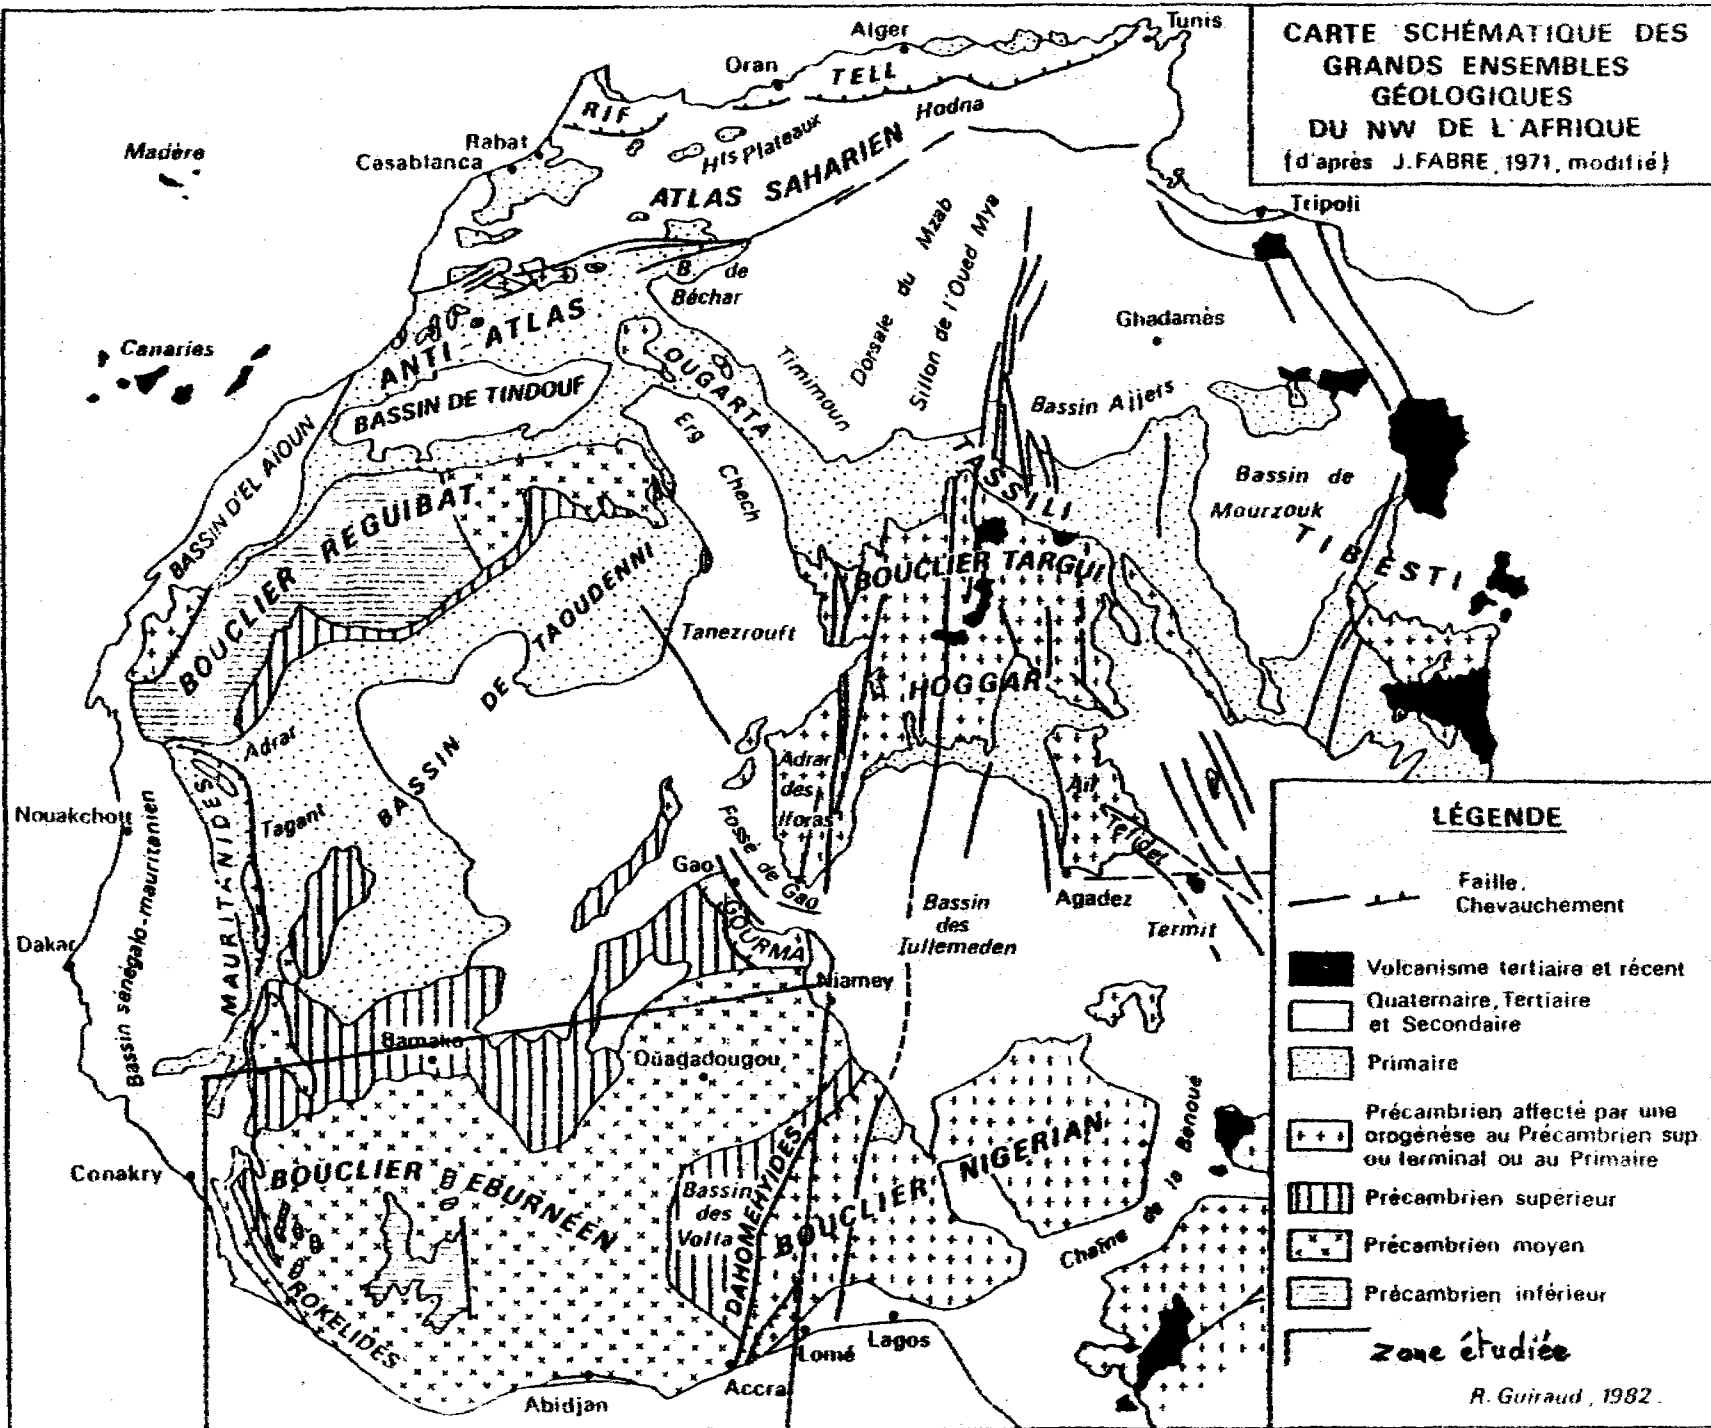 CARTE SCHÉMATIQUE DES
GRANDS ENSEMBLES
GÉOLOGIQUES
DU NW DE L'AFRIQUE
(d'après J.FABRE, 1971, modifié)
Tunis
Alger
Oran
TELL
RIF
Hodna
Rabat
Casablanca
Hts Plateaux
ATLAS SAHARIEN
Madère
Tripoli
B de
Béchar
ANTI-ATLAS
Canaries
Dorsale du Mzab
Sillon de l'Oued Mya
Timimoun
Ghadamès
OUGARTA
BASSIN DE TINDOUF
Bassin Ajjers
Erg Chech
BASSIN D'EL AIOUN
TASSILI
Bassin de
Mourzouk
TIBESTI
BOUCLIER REGUIBAT
BOUCLIER TARGUI
Tanezrouft
HOGGAR
BASSIN DE TAOUDENNI
Adrar
Adrar
des
Iforas
Aïr
Téfidet
Nouakchott
Tagant
MAURITANIDES
Bassin sénégalo-mauritanien
Gao
Fossé de Gao
GOURMA
Bassin
des
Iullemeden
Agadez
Termit
Dakar
Niamey
Bamako
Ouagadougou
Conakry
BOUCLIER EBURNÉEN
Bassin
des
Volta
DAHOMEYIDES
BOUCLIER NIGERIAN
Chaîne de la Benoué
ROKELIDES
Lagos
Lomé
Accra
Abidjan
LÉGENDE
Faille,
Chevauchement
Volcanisme tertiaire et récent
Quaternaire, Tertiaire
et Secondaire
Primaire
Précambrien affecté par une
orogénèse au Précambrien sup
ou terminal ou au Primaire
Précambrien supérieur
Précambrien moyen
Précambrien inférieur
zone étudiée
R. Guiraud, 1982.